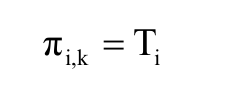 π_{i,k} = T_i